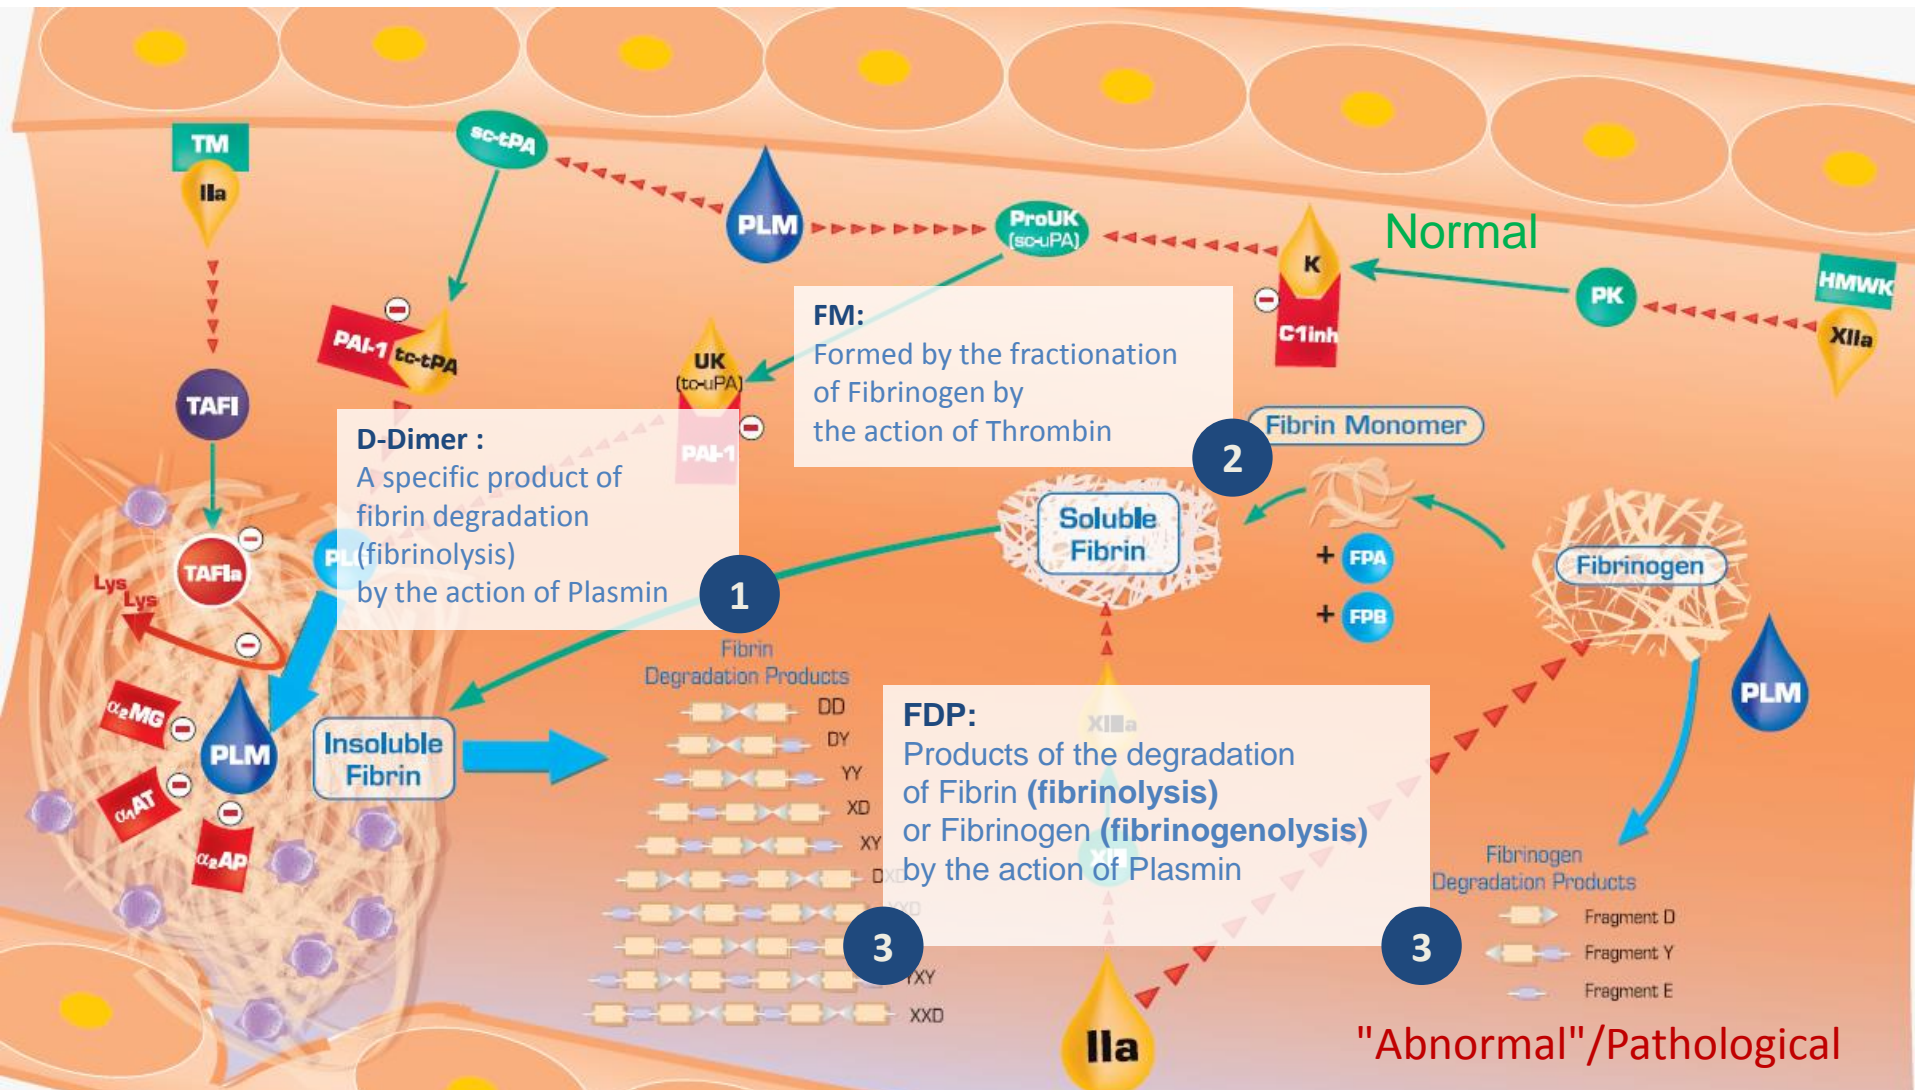 TM
IIa
sc-tPA
PLM
ProUK
(sc-uPA)
Normal
K
C1inh
PK
HMWK
XIIa
PAI-1
tc-tPA
UK
(tc-uPA)
PAI-1
TAFI
FM:
Formed by the fractionation
of Fibrinogen by
the action of Thrombin
2
Fibrin Monomer
D-Dimer :
A specific product of
fibrin degradation
(fibrinolysis)
by the action of Plasmin
1
Soluble
Fibrin
+ FPA
+ FPB
Fibrinogen
TAFIa
Lys
Lys
PLM
α₂MG
α₁AT
α₂AP
PLM
Insoluble
Fibrin
Fibrin
Degradation Products
DD
DY
YY
XD
XY
DXD
YXY
XXD
XIIIa
XIII
FDP:
Products of the degradation
of Fibrin (fibrinolysis)
or Fibrinogen (fibrinogenolysis)
by the action of Plasmin
3
3
Fibrinogen
Degradation Products
Fragment D
Fragment Y
Fragment E
IIa
"Abnormal"/Pathological